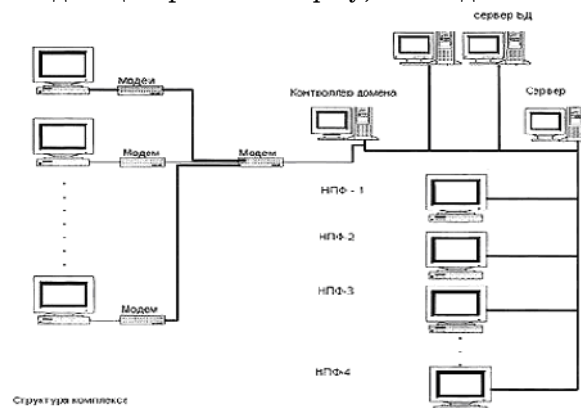 сервер БД
Модем
Контроллер домена
Сервер
Модем
Модем
НПФ - 1
НПФ-2
НПФ-3
Модем
НПФ-4
Структура комплекса